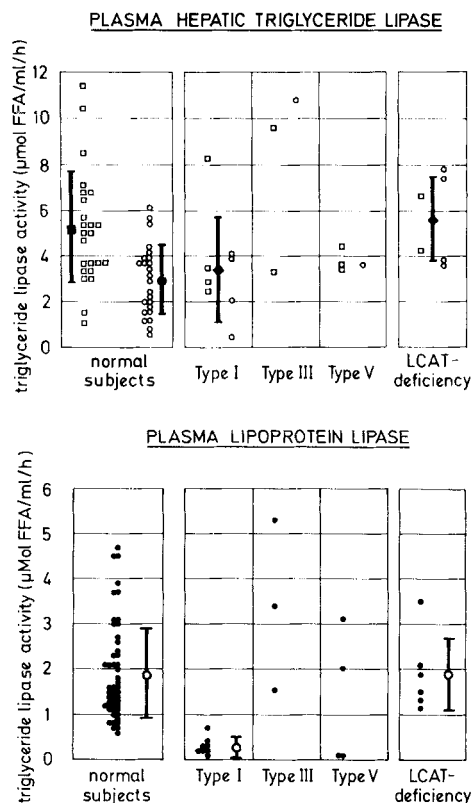 PLASMA HEPATIC TRIGLYCERIDE LIPASE
triglyceride lipase activity (µmol FFA/ml/h)
12
10
8
6
4
2
0
normal subjects
Type I
Type III
Type V
LCAT-deficiency
PLASMA LIPOPROTEIN LIPASE
triglyceride lipase activity (µMol FFA/ml/h)
6
5
4
3
2
1
0
normal subjects
Type I
Type III
Type V
LCAT-deficiency